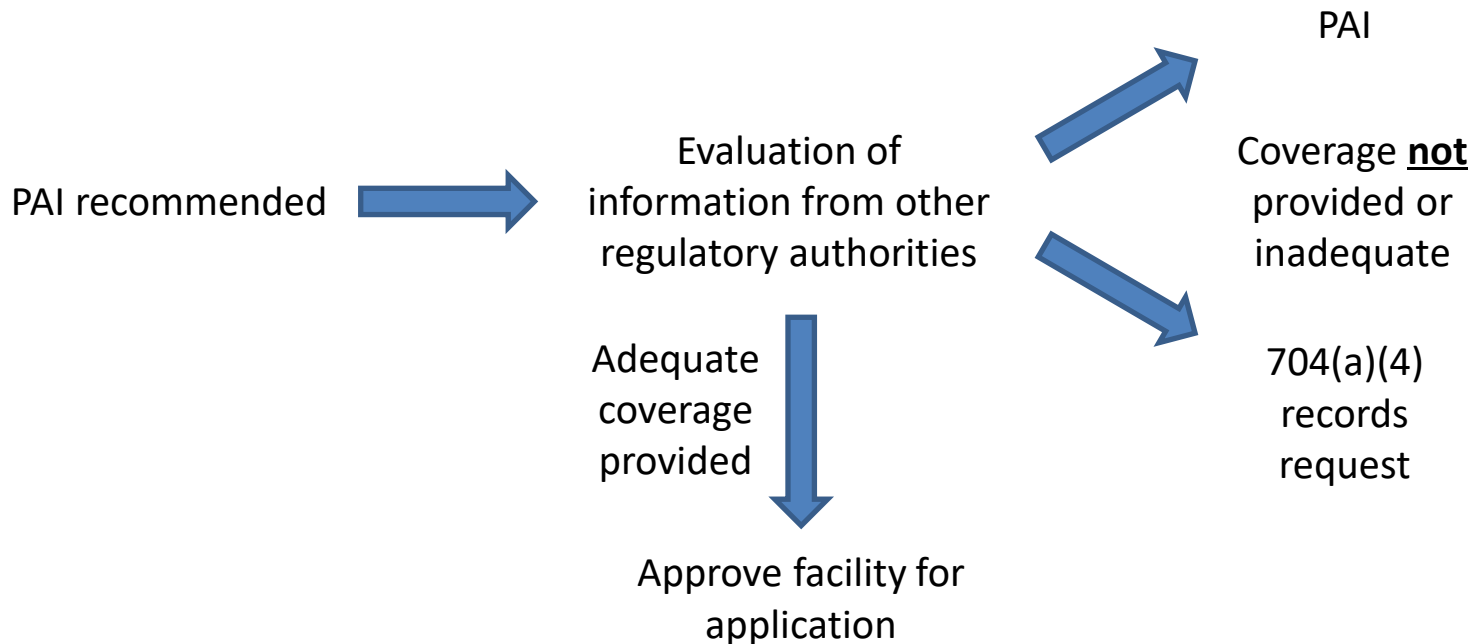 PAI recommended
Evaluation of
information from other
regulatory authorities
PAI
Coverage not
provided or
inadequate
704(a)(4)
records
request
Adequate
coverage
provided
Approve facility for
application